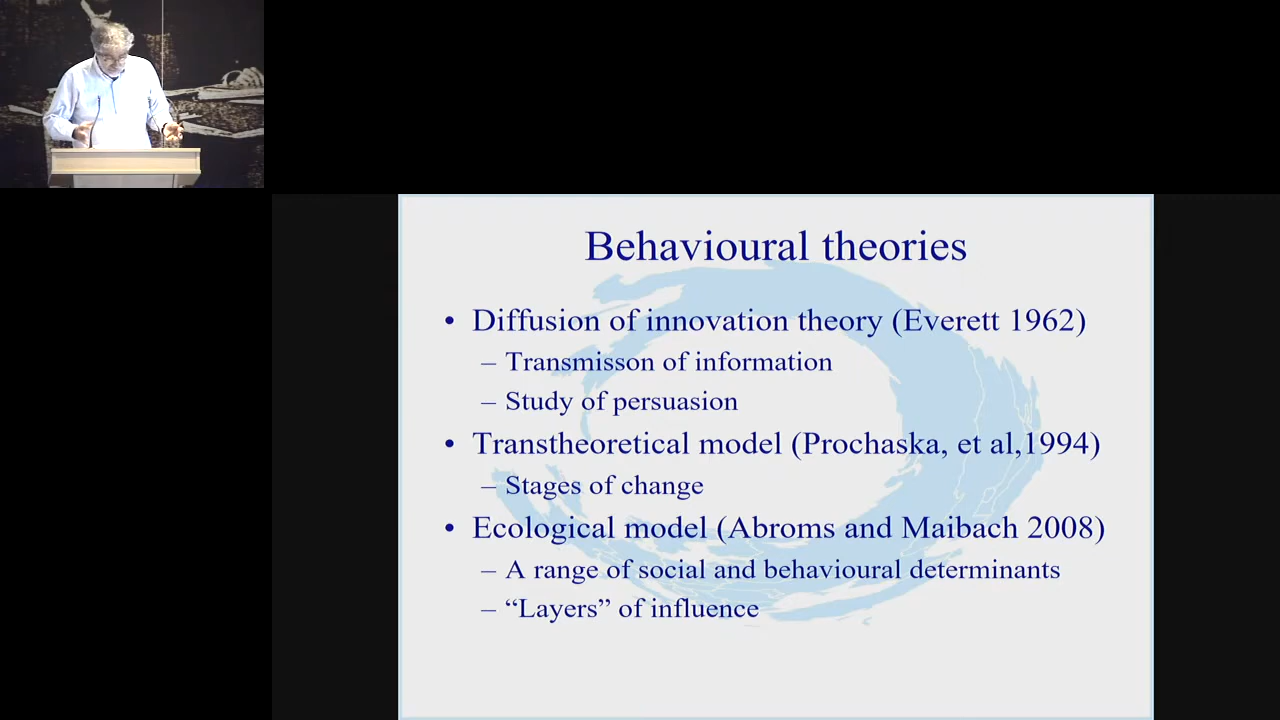 Behavioural theories
• Diffusion of innovation theory (Everett 1962)
– Transmisson of information
– Study of persuasion
• Transtheoretical model (Prochaska, et al,1994)
– Stages of change
• Ecological model (Abroms and Maibach 2008)
– A range of social and behavioural determinants
– “Layers” of influence